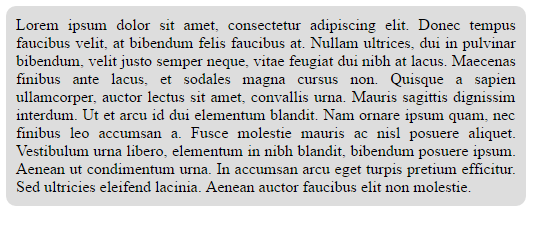 Lorem ipsum dolor sit amet, consectetur adipiscing elit. Donec tempus
faucibus velit, at bibendum felis faucibus at. Nullam ultrices, dui in pulvinar
bibendum, velit justo semper neque, vitae feugiat dui nibh at lacus. Maecenas
finibus ante lacus, et sodales magna cursus non. Quisque a sapien
ullamcorper, auctor lectus sit amet, convallis urna. Mauris sagittis dignissim
interdum. Ut et arcu id dui elementum blandit. Nam ornare ipsum quam, nec
finibus leo accumsan a. Fusce molestie mauris ac nisl posuere aliquet.
Vestibulum urna libero, elementum in nibh blandit, bibendum posuere ipsum.
Aenean ut condimentum urna. In accumsan arcu eget turpis pretium efficitur.
Sed ultricies eleifend lacinia. Aenean auctor faucibus elit non molestie.